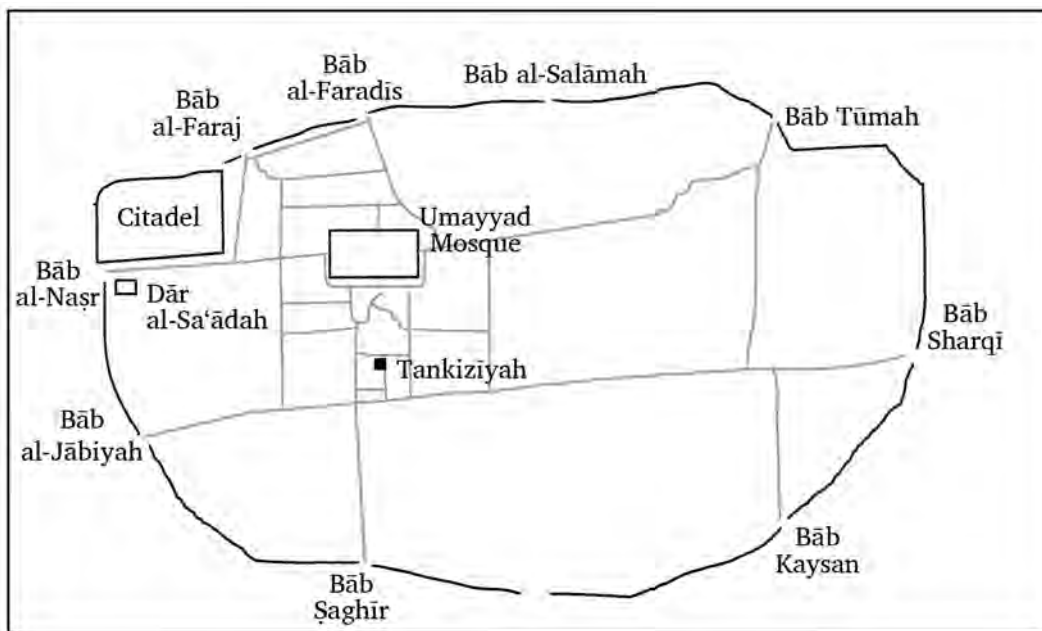 Bāb
al-Faraj
Bāb
al-Faradīs
Bāb al-Salāmah
Bāb Tūmah
Citadel
Umayyad
Mosque
Bāb
al-Naṣr
Dār
al-Sa‘ādah
Bāb
Sharqī
Tankizīyah
Bāb
al-Jābiyah
Bāb
Kaysan
Bāb
Ṣaghīr